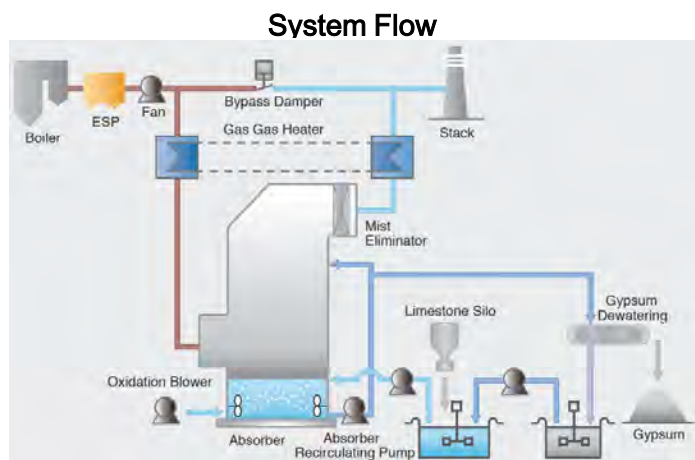 System Flow
Boiler
ESP
Fan
Bypass Damper
Stack
Gas Gas Heater
Mist
Eliminator
Limestone Silo
Gypsum
Dewatering
Oxidation Blower
Absorber
Absorber
Recirculating Pump
Gypsum